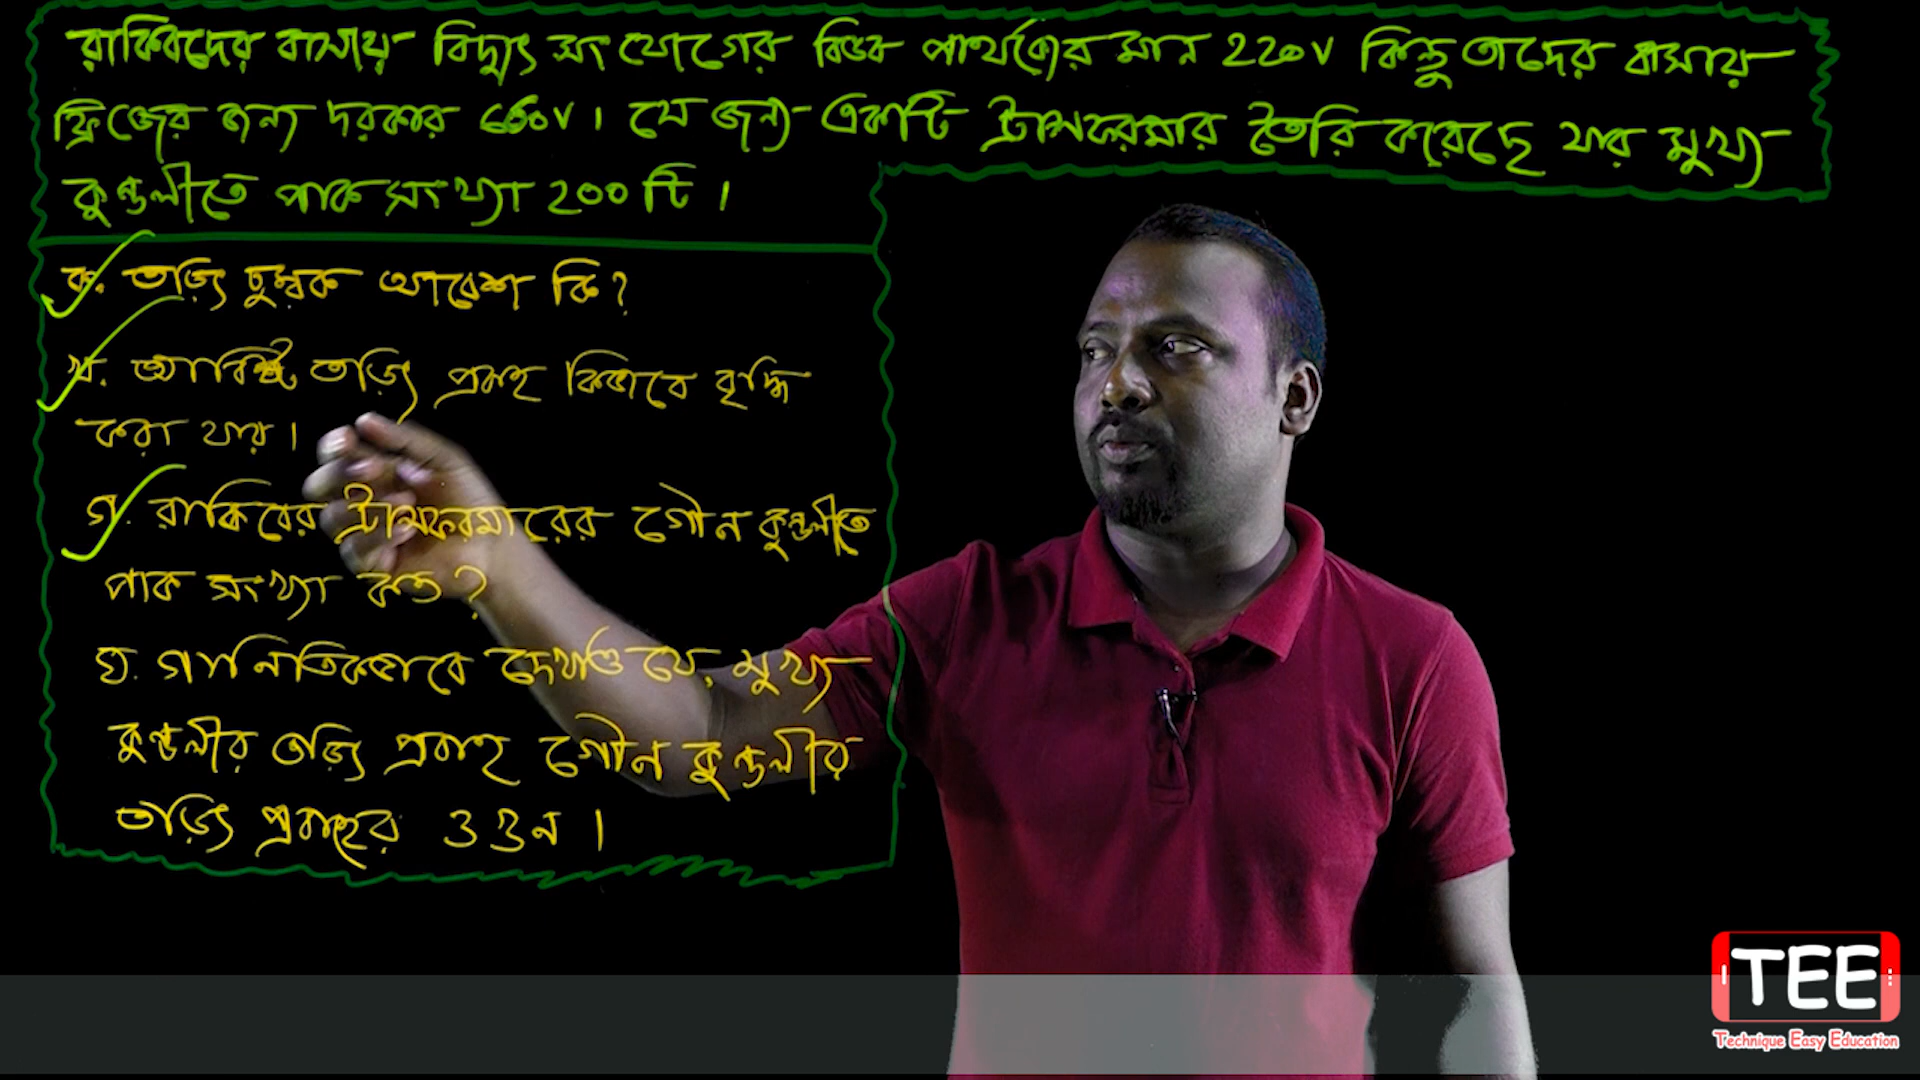 রাকিবদের বাসায় বিদ্যুৎ সংযোগের বিভব পার্থক্যের মান 220V কিন্তু তাদের বাসায়
ফ্রিজের জন্য দরকার 660V। সে জন্য একটি ট্রান্সফরমার তৈরি করেছে যার মুখ্য
কুন্ডলীতে পাক সংখ্যা 200 টি।
ক. তড়িৎ চুম্বক আবেশ কি?
খ. আবিষ্ট তড়িৎ প্রবাহ কিভাবে বৃদ্ধি
করা যায়।
গ. রাকিবের ট্রান্সফরমারের গৌন কুন্ডলীতে
পাক সংখ্যা কত?
ঘ. গানিতিকভাবে দেখাও যে, মুখ্য
কুন্ডলীর তড়িৎ প্রবাহ গৌন কুন্ডলীর
তড়িৎ প্রবাহের ৩ গুন।
TEE
Technique Easy Education